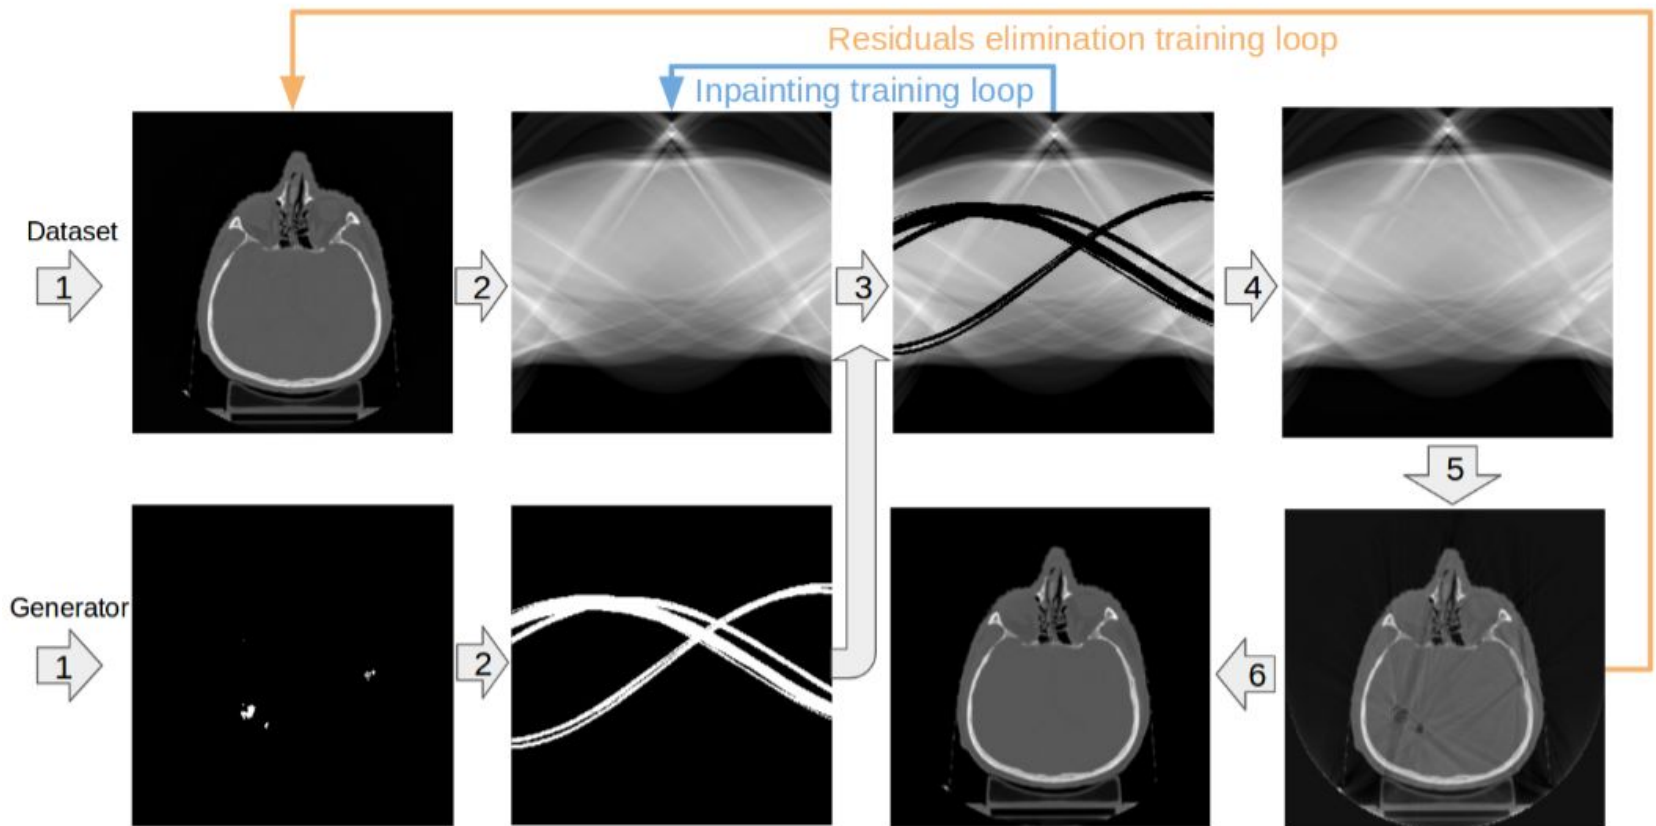 Residuals elimination training loop
Inpainting training loop
Dataset
1
2
3
4
5
Generator
1
2
6